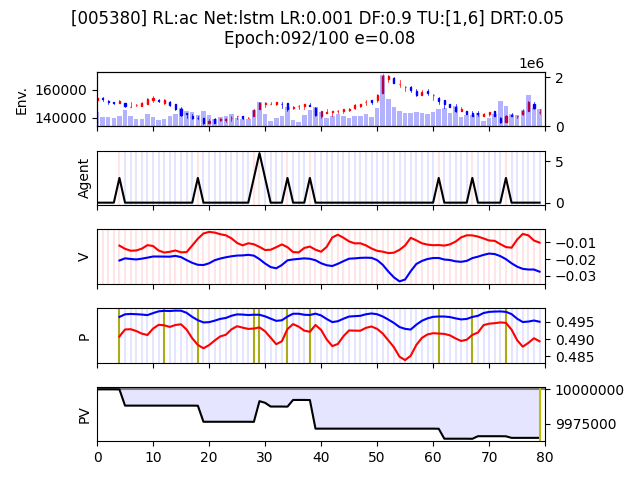 [005380] RL:ac Net:lstm LR:0.001 DF:0.9 TU:[1,6] DRT:0.05
Epoch:092/100 e=0.08
1e6
Env.
160000
140000
2
0
Agent
5
0
V
−0.01
−0.02
−0.03
P
0.495
0.490
0.485
PV
10000000
9975000
0 10 20 30 40 50 60 70 80